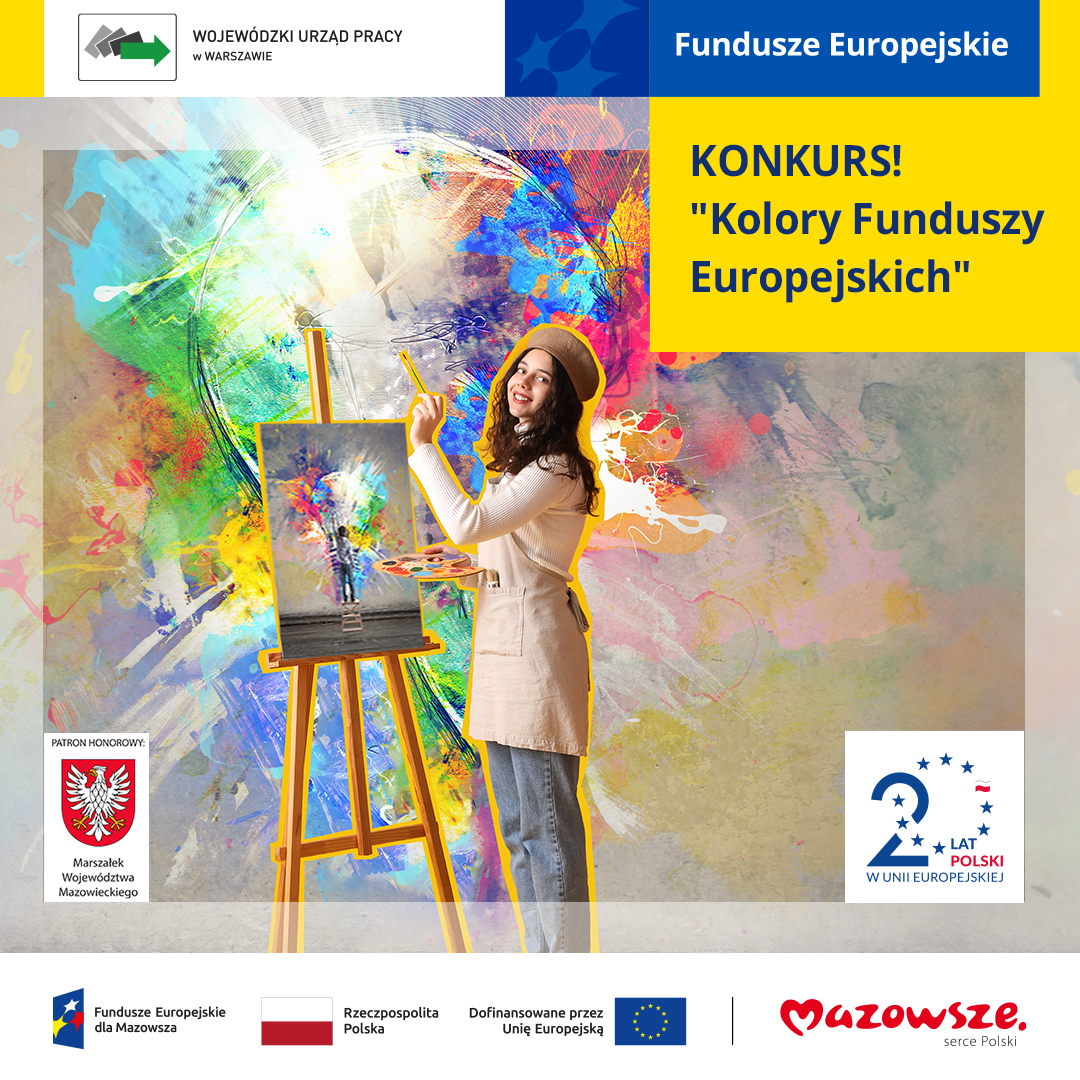 WOJEWÓDZKI URZĄD PRACY
w WARSZAWIE
Fundusze Europejskie
KONKURS!
"Kolory Funduszy
Europejskich"
PATRON HONOROWY:
Marszałek
Województwa
Mazowieckiego
20
LAT
POLSKI
W UNII EUROPEJSKIEJ
Fundusze Europejskie
dla Mazowsza
Rzeczpospolita
Polska
Dofinansowane przez
Unię Europejską
Mazowsze.
serce Polski